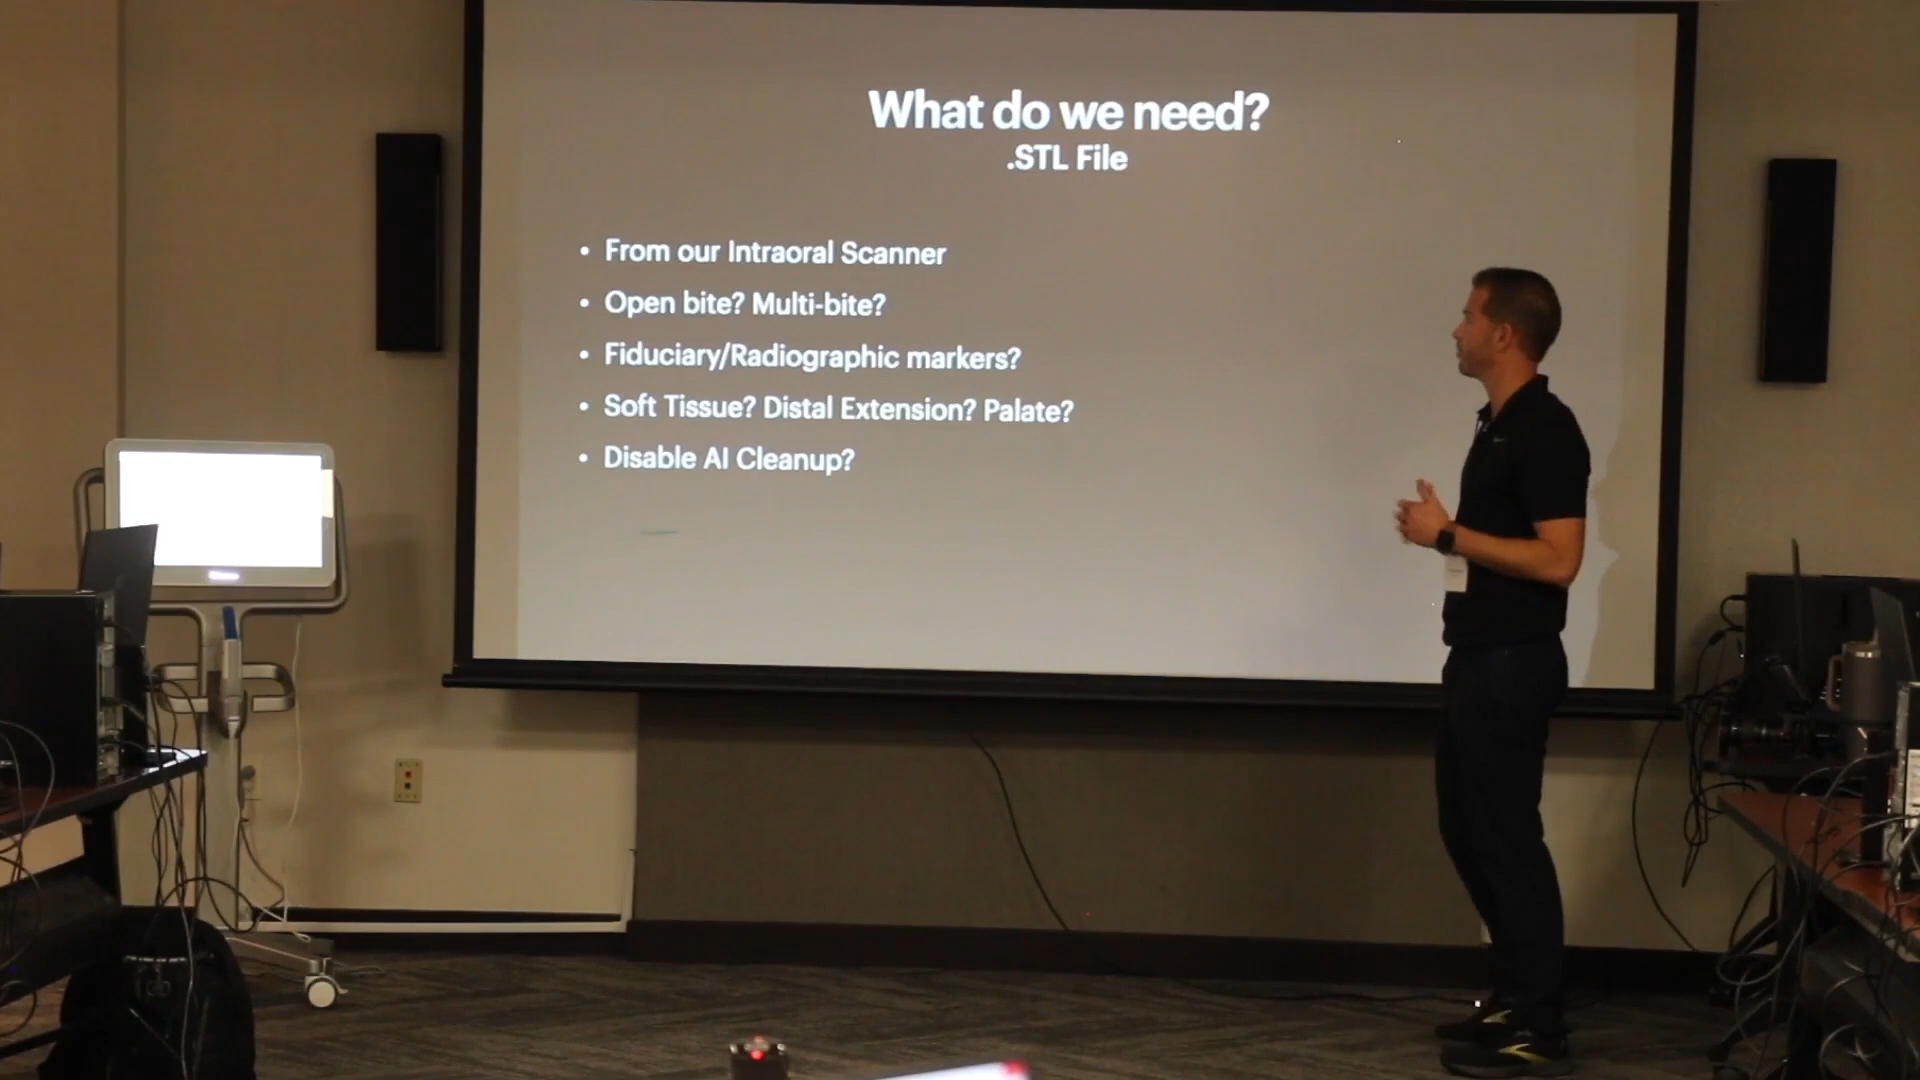 What do we need?
.STL File
• From our Intraoral Scanner
• Open bite? Multi-bite?
• Fiduciary/Radiographic markers?
• Soft Tissue? Distal Extension? Palate?
• Disable AI Cleanup?